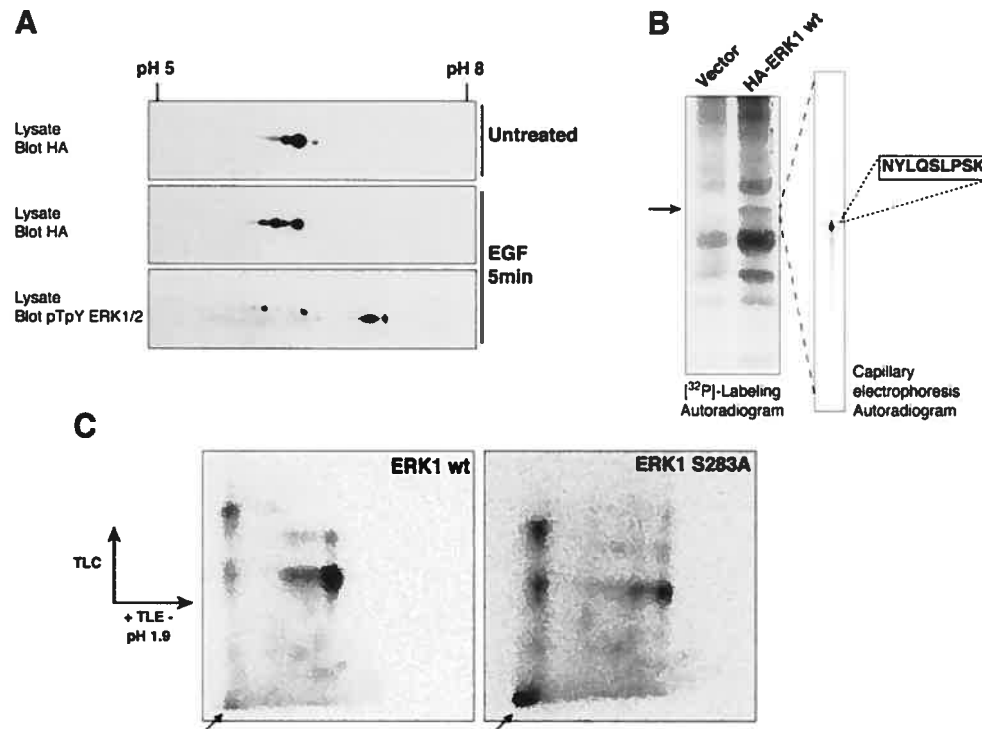 A
pH 5
pH 8
Lysate
Blot HA
Untreated
Lysate
Blot HA
EGF
5min
Lysate
Blot pTpY ERK1/2
B
Vector
HA-ERK1 wt
NYLQSLPSK
[³²P]-Labeling
Autoradiogram
Capillary
electrophoresis
Autoradiogram
C
ERK1 wt
ERK1 S283A
TLC
+ TLE -
pH 1.9